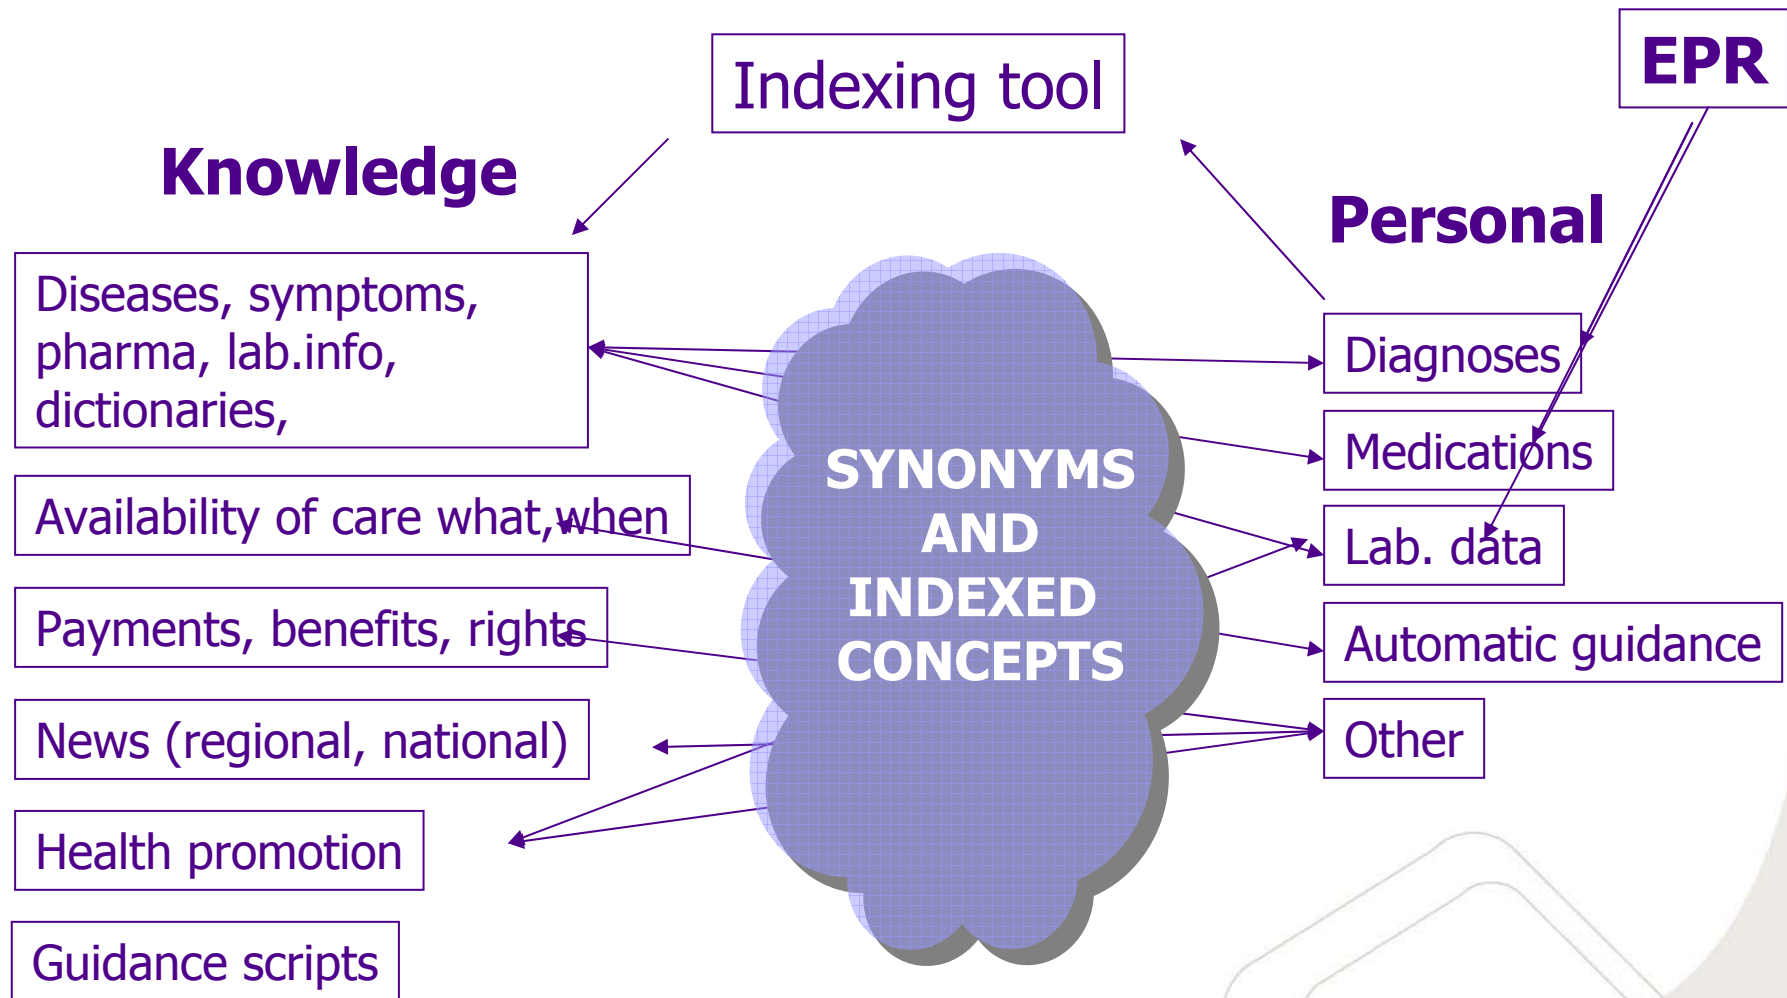 EPR
Indexing tool
Knowledge
Personal
Diseases, symptoms,
pharma, lab.info,
dictionaries,
Availability of care what,when
Payments, benefits, rights
News (regional, national)
Health promotion
Guidance scripts
SYNONYMS
AND
INDEXED
CONCEPTS
Diagnoses
Medications
Lab. data
Automatic guidance
Other